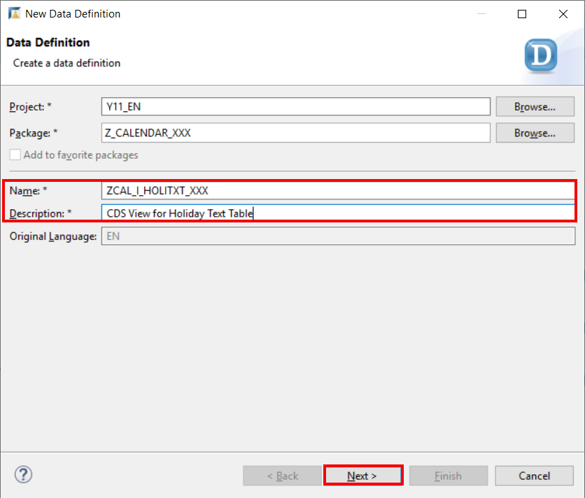 New Data Definition
Data Definition
Create a data definition
D
Project: * Y11_EN Browse...
Package: * Z_CALENDAR_XXX Browse...
Add to favorite packages
Name: * ZCAL_I_HOLITXT_XXX
Description: * CDS View for Holiday Text Table
Original Language: EN
? < Back Next > Finish Cancel